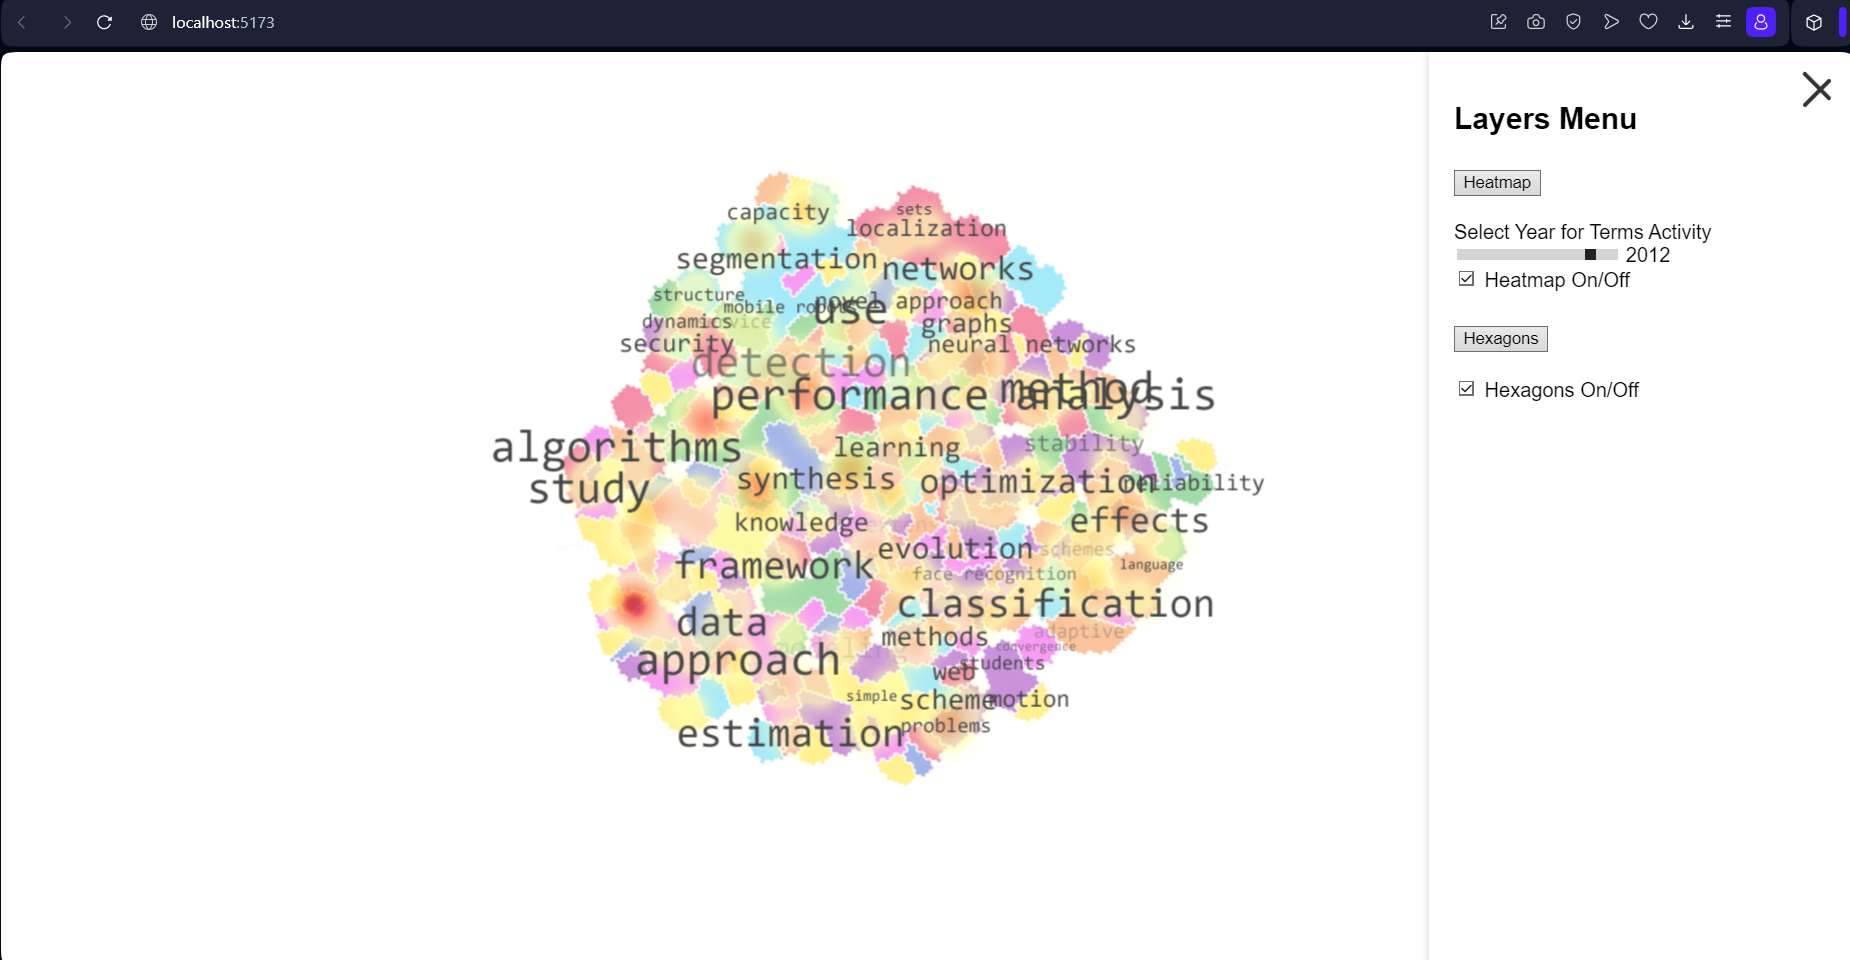 localhost:5173
Layers Menu
Heatmap
Select Year for Terms Activity
2012
Heatmap On/Off
Hexagons
Hexagons On/Off
capacity
sets
localization
segmentation
networks
structure
mobile robots
novel approach
use
dynamics
graphs
security
neural networks
detection
performance
method
analysis
algorithms
learning
stability
study
synthesis
optimization
reliability
knowledge
extension
effects
evolution
schemes
framework
face recognition
language
classification
data
methods
adaptive
modeling
convergence
approach
students
web
simple
scheme
motion
problems
estimation